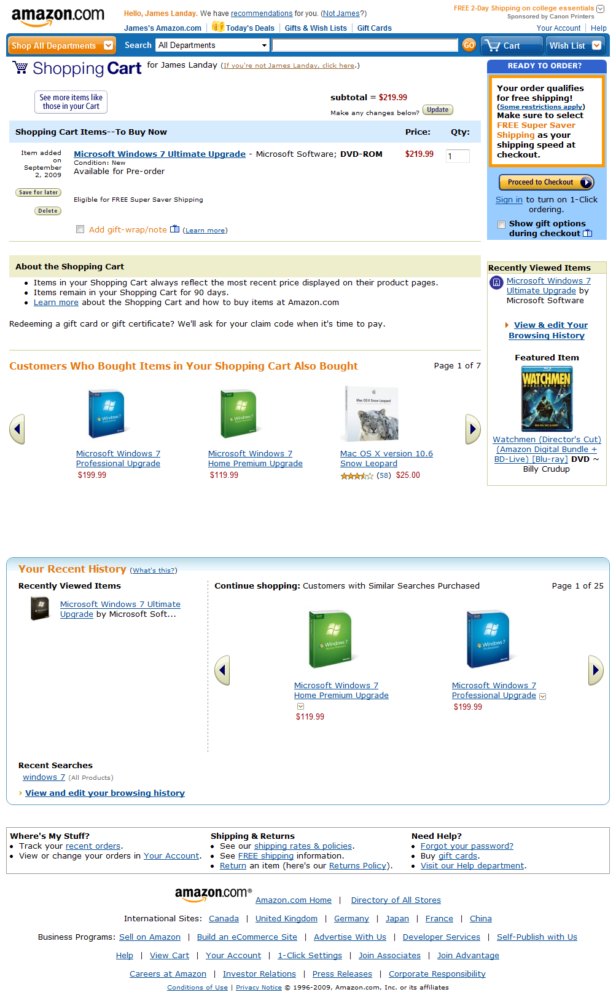 amazon.com
Hello, James Landay. We have recommendations for you. (Not James?)
FREE 2-Day Shipping on college essentials
Sponsored by Canon Printers
James's Amazon.com | Today's Deals | Gifts & Wish Lists | Gift Cards
Your Account | Help
Shop All Departments Search All Departments GO Cart Wish List
Shopping Cart for James Landay (If you're not James Landay, click here.)
See more items like
those in your Cart
subtotal = $219.99
Make any changes below? Update
Shopping Cart Items--To Buy Now Price: Qty:
Item added
on
September
2, 2009
Microsoft Windows 7 Ultimate Upgrade - Microsoft Software; DVD-ROM $219.99 1
Condition: New
Available for Pre-order
Save for later
Eligible for FREE Super Saver Shipping
Delete
Add gift-wrap/note (Learn more)
READY TO ORDER?
Your order qualifies
for free shipping!
(Some restrictions apply)
Make sure to select
FREE Super Saver
Shipping as your
shipping speed at
checkout.
Proceed to Checkout
Sign in to turn on 1-Click
ordering.
Show gift options
during checkout
About the Shopping Cart
• Items in your Shopping Cart always reflect the most recent price displayed on their product pages.
• Items remain in your Shopping Cart for 90 days.
• Learn more about the Shopping Cart and how to buy items at Amazon.com
Redeeming a gift card or gift certificate? We'll ask for your claim code when it's time to pay.
Recently Viewed Items
Microsoft Windows 7
Ultimate Upgrade by
Microsoft Software
View & edit Your
Browsing History
Featured Item
WATCHMEN
DIRECTOR'S CUT
Watchmen (Director's Cut)
(Amazon Digital Bundle +
BD-Live) [Blu-ray] DVD ~
Billy Crudup
Customers Who Bought Items in Your Shopping Cart Also Bought Page 1 of 7
Windows 7
Professional
Windows 7
Home Premium
Mac OS X Snow Leopard
Microsoft Windows 7
Professional Upgrade
$199.99
Microsoft Windows 7
Home Premium Upgrade
$119.99
Mac OS X version 10.6
Snow Leopard
(58) $25.00
Your Recent History (What's this?)
Recently Viewed Items
Microsoft Windows 7 Ultimate
Upgrade by Microsoft Soft...
Continue shopping: Customers with Similar Searches Purchased Page 1 of 25
Windows 7
Home Premium
Windows 7
Professional
Microsoft Windows 7
Home Premium Upgrade
$119.99
Microsoft Windows 7
Professional Upgrade
$199.99
Recent Searches
windows 7 (All Products)
› View and edit your browsing history
Where's My Stuff?
• Track your recent orders.
• View or change your orders in Your Account.
Shipping & Returns
• See our shipping rates & policies.
• See FREE shipping information.
• Return an item (here's our Returns Policy).
Need Help?
• Forgot your password?
• Buy gift cards.
• Visit our Help department.
amazon.com® Amazon.com Home | Directory of All Stores
International Sites: Canada | United Kingdom | Germany | Japan | France | China
Business Programs: Sell on Amazon | Build an eCommerce Site | Advertise With Us | Developer Services | Self-Publish with Us
Help | View Cart | Your Account | 1-Click Settings | Join Associates | Join Advantage
Careers at Amazon | Investor Relations | Press Releases | Corporate Responsibility
Conditions of Use | Privacy Notice © 1996-2009, Amazon.com, Inc. or its affiliates